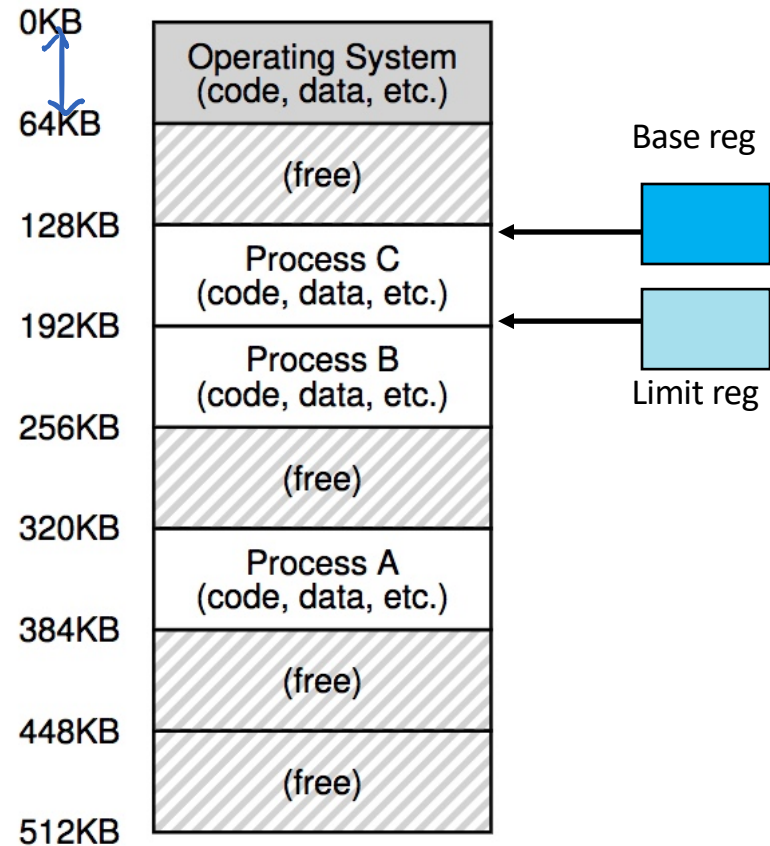 0KB
Operating System
(code, data, etc.)
64KB
(free)
Base reg
128KB
Process C
(code, data, etc.)
192KB
Process B
(code, data, etc.)
Limit reg
256KB
(free)
320KB
Process A
(code, data, etc.)
384KB
(free)
448KB
(free)
512KB